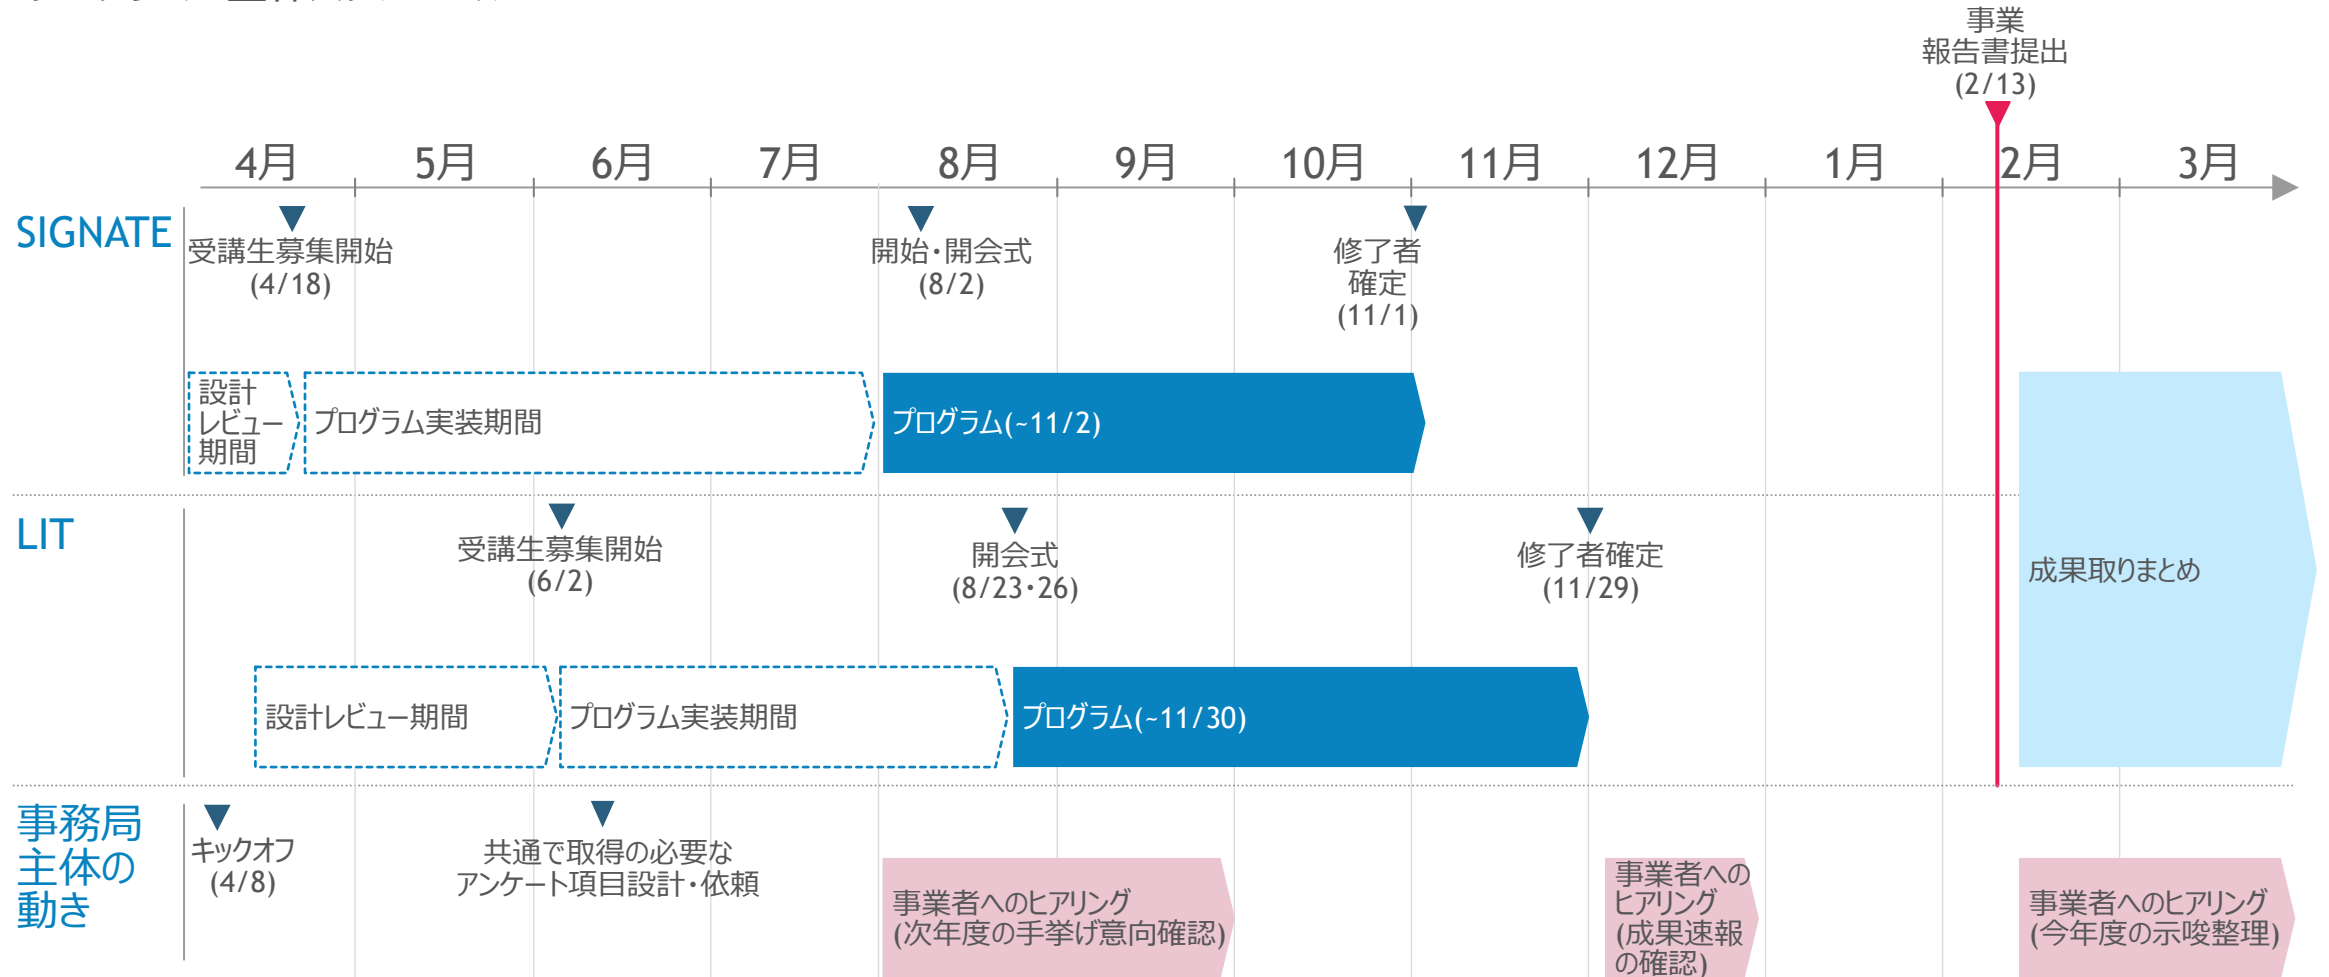 事業
報告書提出
(2/13)
4月
5月
6月
7月
8月
9月
10月
11月
12月
1月
2月
3月
SIGNATE
受講生募集開始
(4/18)
開始・開会式
(8/2)
修了者
確定
(11/1)
設計
レビュー
期間
プログラム実装期間
プログラム(~11/2)
LIT
受講生募集開始
(6/2)
開会式
(8/23・26)
修了者確定
(11/29)
成果取りまとめ
設計レビュー期間
プログラム実装期間
プログラム(~11/30)
事務局
主体の
動き
キックオフ
(4/8)
共通で取得の必要な
アンケート項目設計・依頼
事業者へのヒアリング
(次年度の手挙げ意向確認)
事業者への
ヒアリング
(成果速報
の確認)
事業者へのヒアリング
(今年度の示唆整理)